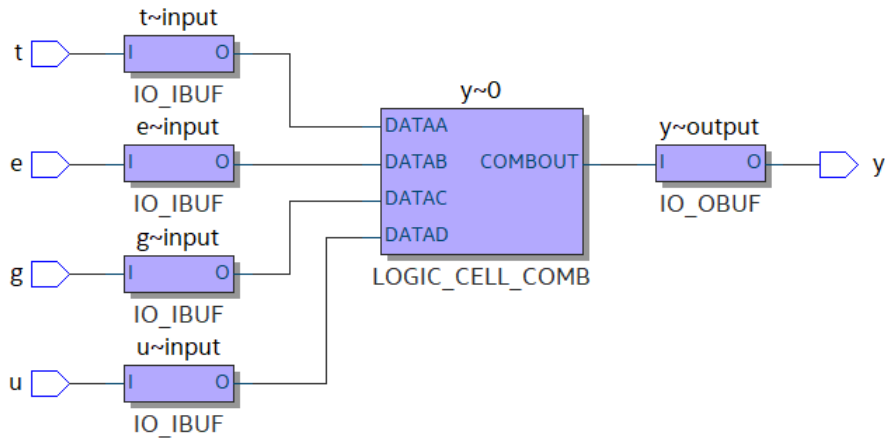 t~input
t
I O
IO_IBUF
e~input
e
I O
IO_IBUF
g~input
g
I O
IO_IBUF
u~input
u
I O
IO_IBUF
y~0
DATAA
DATAB COMBOUT
DATAC
DATAD
LOGIC_CELL_COMB
y~output
I O
y
IO_OBUF